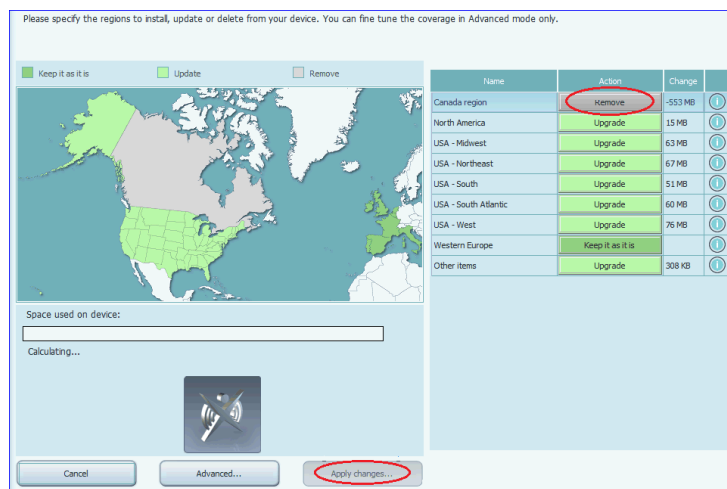 Please specify the regions to install, update or delete from your device. You can fine tune the coverage in Advanced mode only.
Keep it as it is Update Remove
Name Action Change
Canada region Remove -553 MB
North America Upgrade 15 MB
USA - Midwest Upgrade 63 MB
USA - Northeast Upgrade 67 MB
USA - South Upgrade 51 MB
USA - South Atlantic Upgrade 60 MB
USA - West Upgrade 76 MB
Western Europe Keep it as it is
Other items Upgrade 308 KB
Space used on device:
Calculating...
Cancel Advanced... Apply changes...